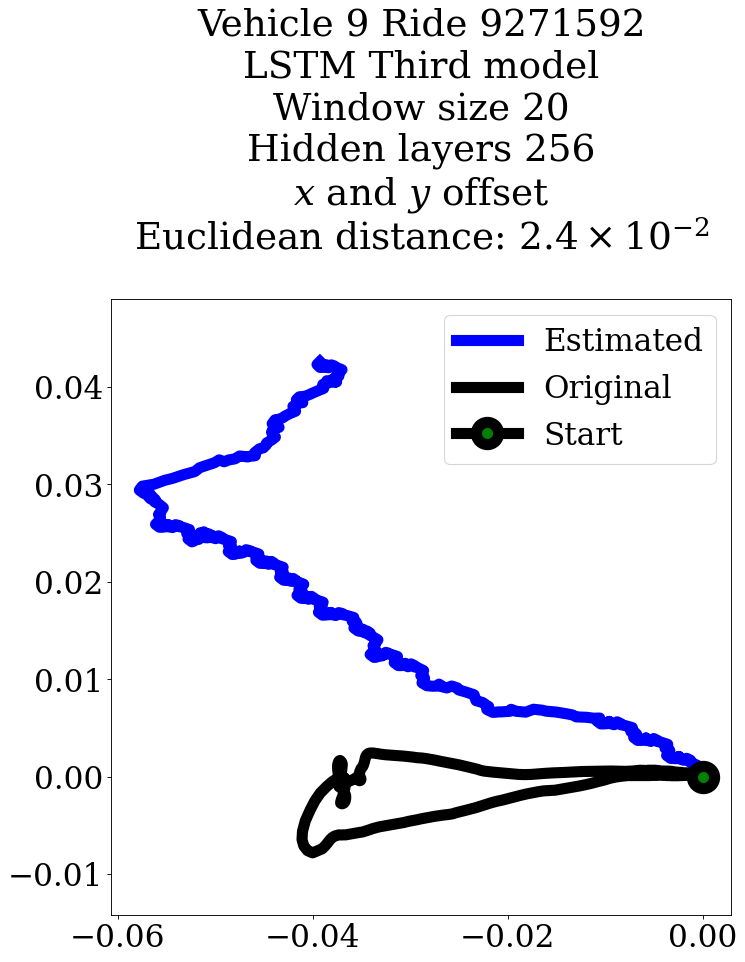 Vehicle 9 Ride 9271592
LSTM Third model
Window size 20
Hidden layers 256
x and y offset
Euclidean distance: 2.4 × 10⁻²
Estimated
Original
Start
0.04
0.03
0.02
0.01
0.00
−0.01
−0.06 −0.04 −0.02 0.00